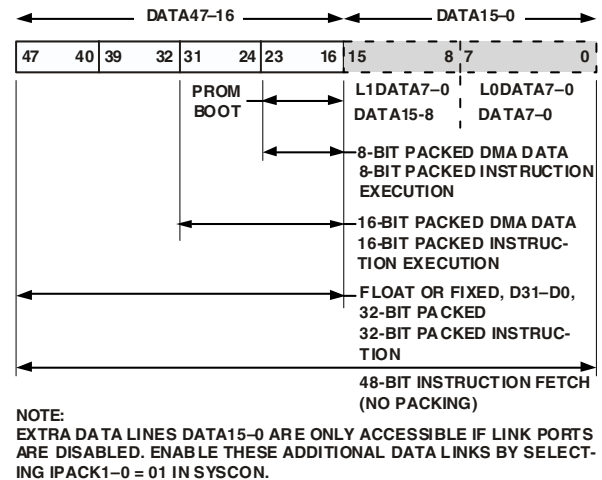 DATA47–16 DATA15–0
47 40 39 32 31 24 23 16 15 8 7 0
PROM
BOOT
L1DATA7–0 L0DATA7–0
DATA15-8 DATA7–0
8-BIT PACKED DMA DATA
8-BIT PACKED INSTRUCTION
EXECUTION
16-BIT PACKED DMA DATA
16-BIT PACKED INSTRUC-
TION EXECUTION
FLOAT OR FIXED, D31–D0,
32-BIT PACKED
32-BIT PACKED INSTRUC-
TION
48-BIT INSTRUCTION FETCH
(NO PACKING)
NOTE:
EXTRA DATA LINES DATA15–0 ARE ONLY ACCESSIBLE IF LINK PORTS
ARE DISABLED. ENABLE THESE ADDITIONAL DATA LINKS BY SELECT-
ING IPACK1–0 = 01 IN SYSCON.